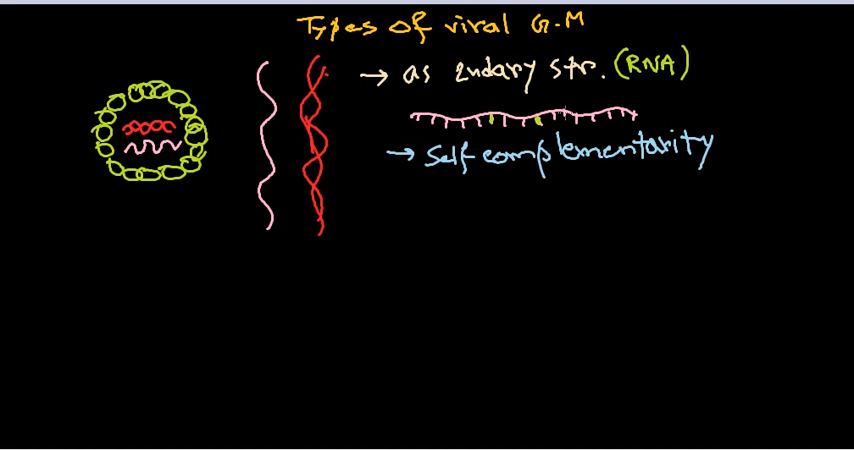 Types of viral G.M
→ as 2ndary str. (RNA)
→ self complementarity